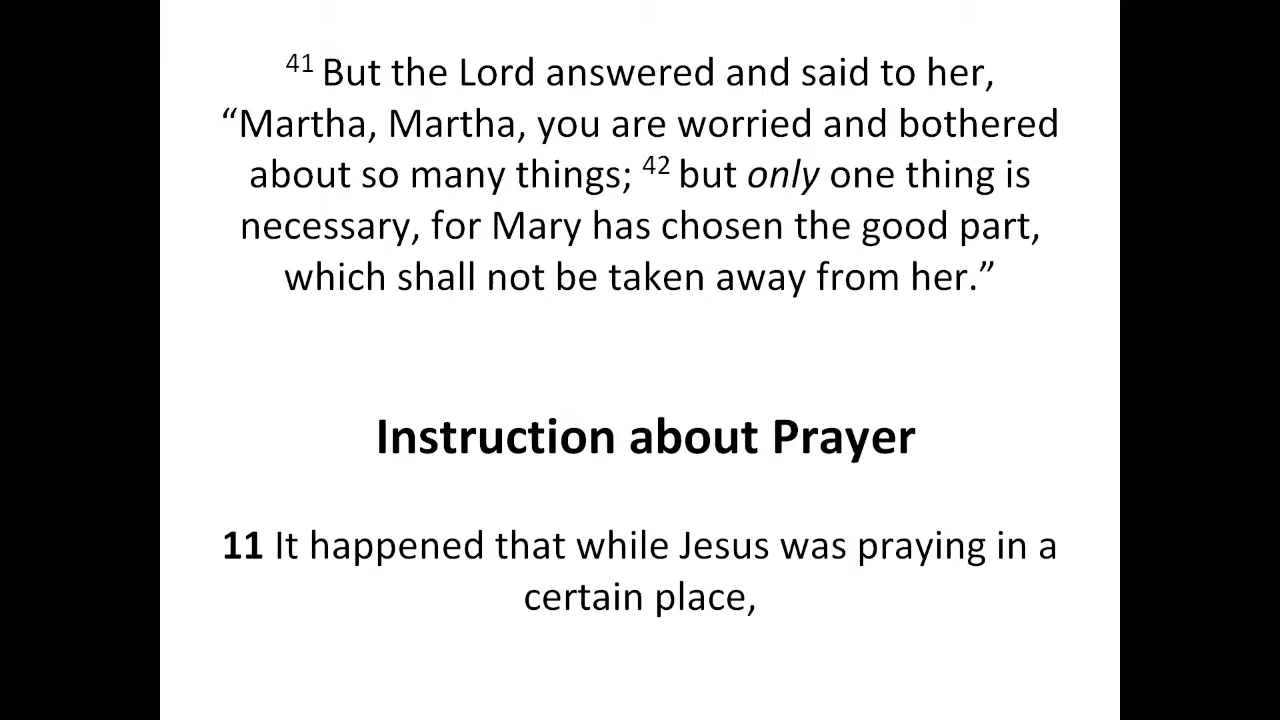 41 But the Lord answered and said to her,
“Martha, Martha, you are worried and bothered
about so many things; 42 but only one thing is
necessary, for Mary has chosen the good part,
which shall not be taken away from her.”
Instruction about Prayer
11 It happened that while Jesus was praying in a
certain place,